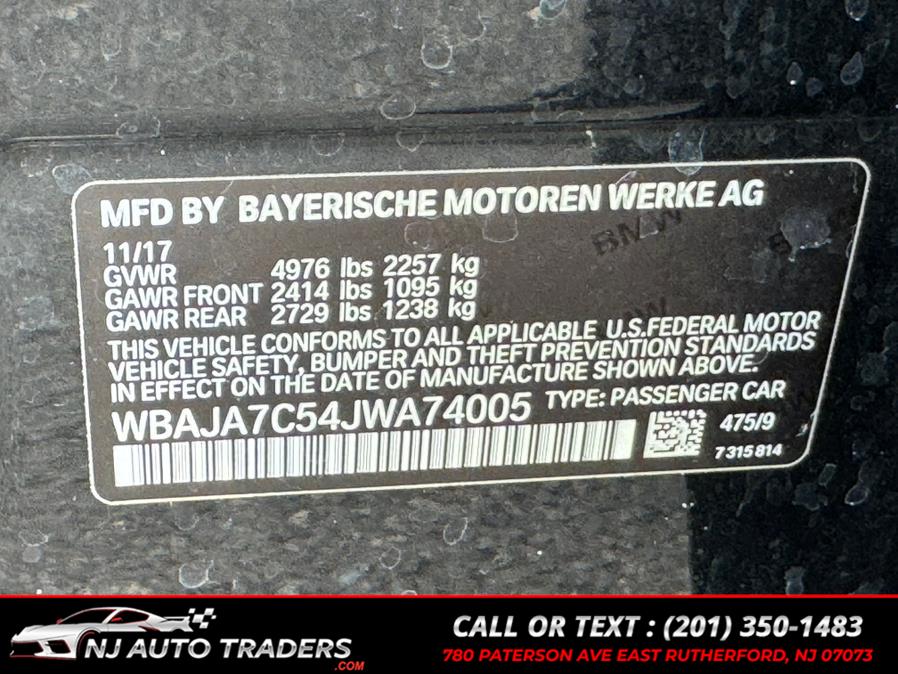 MFD BY BAYERISCHE MOTOREN WERKE AG
BMW
11/17
GVWR 4976 lbs 2257 kg
GAWR FRONT 2414 lbs 1095 kg
GAWR REAR 2729 lbs 1238 kg
THIS VEHICLE CONFORMS TO ALL APPLICABLE U.S.FEDERAL MOTOR
VEHICLE SAFETY, BUMPER AND THEFT PREVENTION STANDARDS
IN EFFECT ON THE DATE OF MANUFACTURE SHOWN ABOVE.
WBAJA7C54JWA74005 TYPE: PASSENGER CAR
475/9
7315814
NJ AUTO TRADERS
.COM
CALL OR TEXT : (201) 350-1483
780 PATERSON AVE EAST RUTHERFORD, NJ 07073